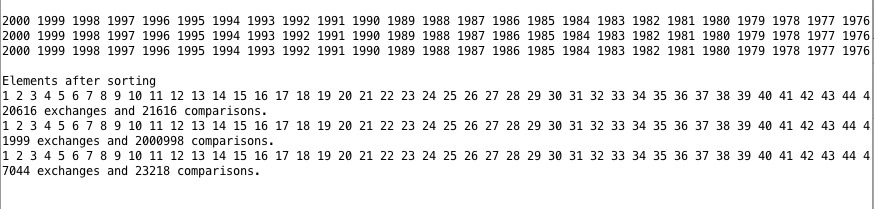 2000 1999 1998 1997 1996 1995 1994 1993 1992 1991 1990 1989 1988 1987 1986 1985 1984 1983 1982 1981 1980 1979 1978 1977 1976
2000 1999 1998 1997 1996 1995 1994 1993 1992 1991 1990 1989 1988 1987 1986 1985 1984 1983 1982 1981 1980 1979 1978 1977 1976
2000 1999 1998 1997 1996 1995 1994 1993 1992 1991 1990 1989 1988 1987 1986 1985 1984 1983 1982 1981 1980 1979 1978 1977 1976
Elements after sorting
1 2 3 4 5 6 7 8 9 10 11 12 13 14 15 16 17 18 19 20 21 22 23 24 25 26 27 28 29 30 31 32 33 34 35 36 37 38 39 40 41 42 43 44 4
20616 exchanges and 21616 comparisons.
1 2 3 4 5 6 7 8 9 10 11 12 13 14 15 16 17 18 19 20 21 22 23 24 25 26 27 28 29 30 31 32 33 34 35 36 37 38 39 40 41 42 43 44 4
1999 exchanges and 2000998 comparisons.
1 2 3 4 5 6 7 8 9 10 11 12 13 14 15 16 17 18 19 20 21 22 23 24 25 26 27 28 29 30 31 32 33 34 35 36 37 38 39 40 41 42 43 44 4
7044 exchanges and 23218 comparisons.